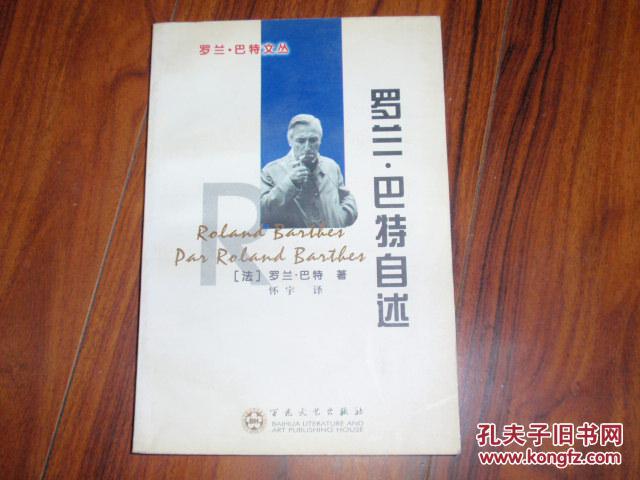 罗兰·巴特文丛
罗兰·巴特自述
R
Roland Barthes
Par Roland Barthes
[法] 罗兰·巴特 著
怀宇 译
百花文艺出版社
BAIHUA LITERATURE AND
ART PUBLISHING HOUSE
孔夫子旧书网
www.kongfz.com